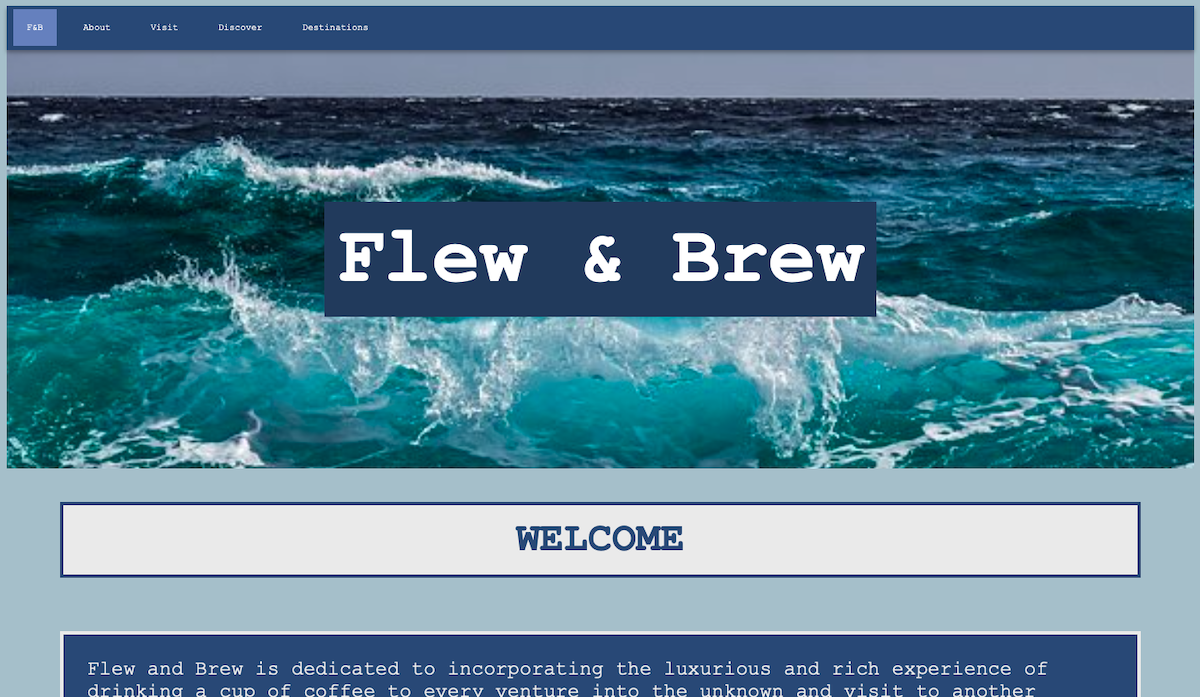 F&B About Visit Discover Destinations
Flew & Brew
WELCOME
Flew and Brew is dedicated to incorporating the luxurious and rich experience of
drinking a cup of coffee to every venture into the unknown and visit to another